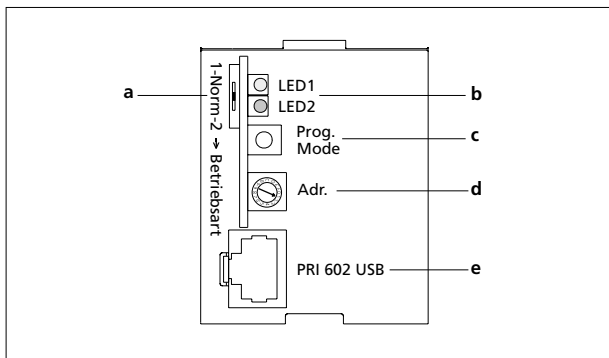 a
1-Norm-2 → Betriebsart
LED1
LED2
b
Prog.
Mode
c
Adr.
d
PRI 602 USB
e